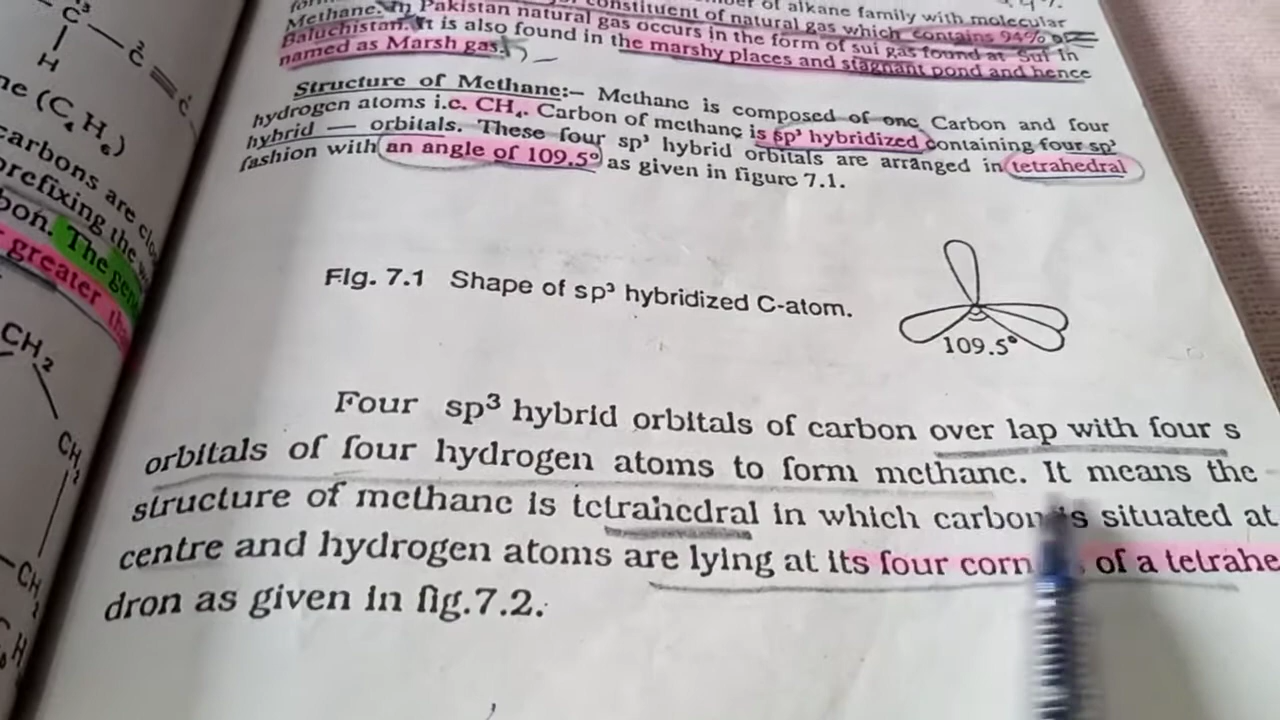 C
2
C
H
ne (C₆H₆)
carbons are clo
prefixing the
bon. The gen
greater tha
CH₂
CH₂
CH₂
of alkane family with molecular
constituent of natural gas which contains 94% of
Methane. In Pakistan natural gas occurs in the form of sui gas found at Sui in
Baluchistan. It is also found in the marshy places and stagnant pond and hence
named as Marsh gas.
Structure of Methane:– Methane is composed of one Carbon and four
hydrogen atoms i.e. CH₄. Carbon of methane is sp³ hybridized containing four sp³
hybrid — orbitals. These four sp³ hybrid orbitals are arranged in tetrahedral
fashion with an angle of 109.5° as given in figure 7.1.
Fig. 7.1 Shape of sp³ hybridized C-atom.
109.5°
Four sp³ hybrid orbitals of carbon over lap with four s
orbitals of four hydrogen atoms to form methane. It means the
structure of methane is tetrahedral in which carbon is situated at
centre and hydrogen atoms are lying at its four corn of a tetrahe
dron as given in fig.7.2.